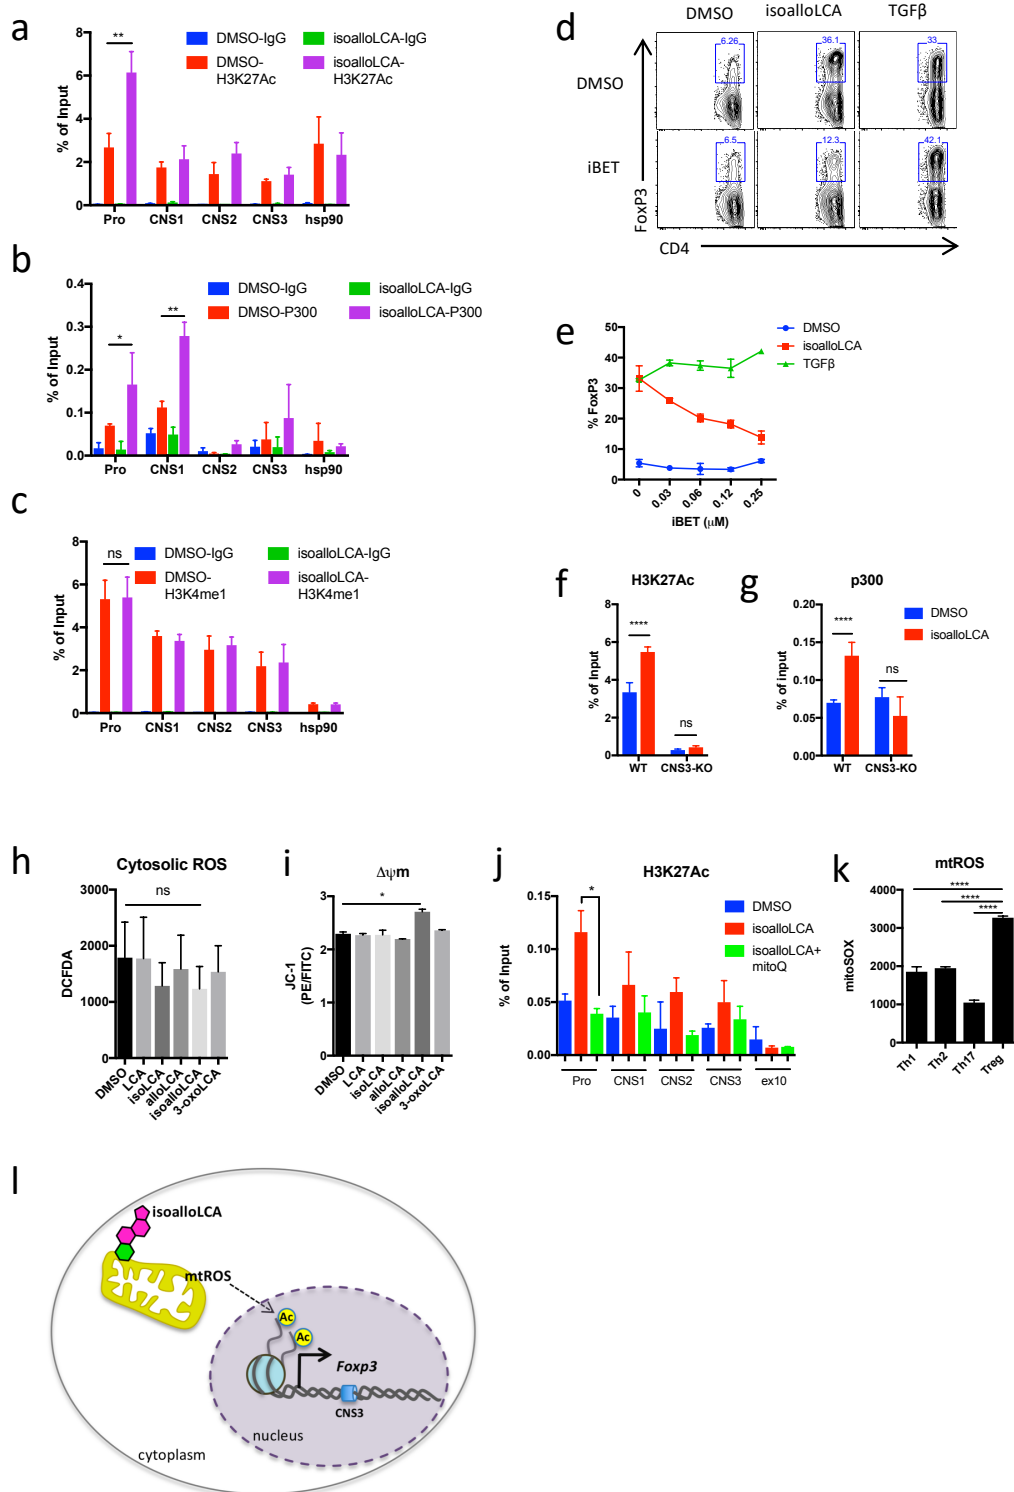 a
**
% of Input
8
6
4
2
0
DMSO-IgG
DMSO-
H3K27Ac
isoalloLCA-IgG
isoalloLCA-
H3K27Ac
Pro CNS1 CNS2 CNS3 hsp90
b
% of Input
0.4
0.3
0.2
0.1
0.0
*
**
DMSO-IgG
DMSO-P300
isoalloLCA-IgG
isoalloLCA-P300
Pro CNS1 CNS2 CNS3 hsp90
c
% of Input
8
6
4
2
0
ns
DMSO-IgG
DMSO-
H3K4me1
isoalloLCA-IgG
isoalloLCA-
H3K4me1
Pro CNS1 CNS2 CNS3 hsp90
d
DMSO isoalloLCA TGFβ
DMSO
6.26 36.1 33
iBET
6.5 12.3 42.1
FoxP3
CD4
e
% FoxP3
50
40
30
20
10
0
DMSO
isoalloLCA
TGFβ
0 0.03 0.06 0.12 0.25
iBET (μM)
f
H3K27Ac
% of Input
8
6
4
2
0
****
ns
WT CNS3-KO
g
p300
% of input
0.20
0.15
0.10
0.05
0.00
****
ns
WT CNS3-KO
DMSO
isoalloLCA
h
Cytosolic ROS
DCFDA
3000
2000
1000
0
ns
DMSO LCA isoLCA alloLCA isoalloLCA 3-oxoLCA
i
Δψm
JC-1
(PE/FITC)
3
2
1
0
*
DMSO LCA isoLCA alloLCA isoalloLCA 3-oxoLCA
j
H3K27Ac
% of Input
0.15
0.10
0.05
0.00
*
DMSO
isoalloLCA
isoalloLCA+
mitoQ
Pro CNS1 CNS2 CNS3 ex10
k
mtROS
mitoSOX
4000
3000
2000
1000
0
****
****
****
Th1 Th2 Th17 Treg
l
isoalloLCA
mtROS
Ac
Ac
Foxp3
CNS3
nucleus
cytoplasm